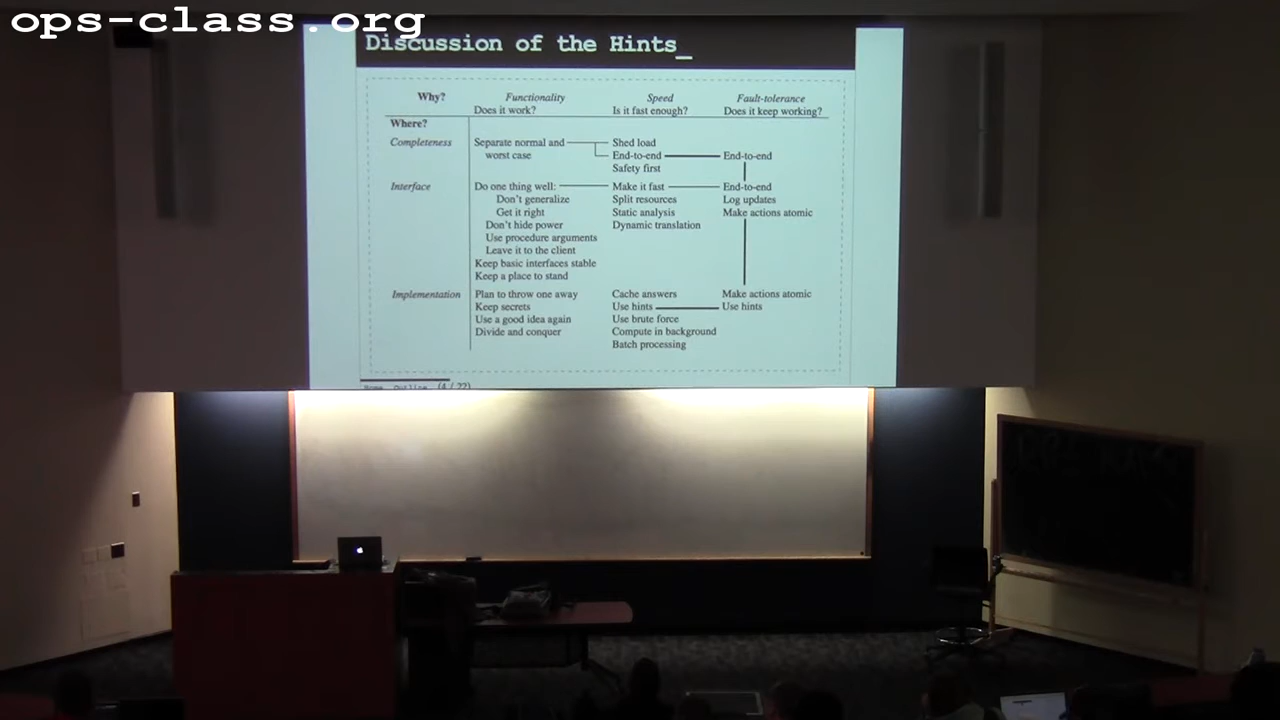 ops-class.org
Discussion of the Hints_
Why? Functionality Speed Fault-tolerance
Does it work? Is it fast enough? Does it keep working?
Where?
Completeness Separate normal and Shed load
worst case End-to-end End-to-end
Safety first
Interface Do one thing well: Make it fast End-to-end
Don't generalize Split resources Log updates
Get it right Static analysis Make actions atomic
Don't hide power Dynamic translation
Use procedure arguments
Leave it to the client
Keep basic interfaces stable
Keep a place to stand
Implementation Plan to throw one away Cache answers Make actions atomic
Keep secrets Use hints Use hints
Use a good idea again Use brute force
Divide and conquer Compute in background
Batch processing
(4 / 22)